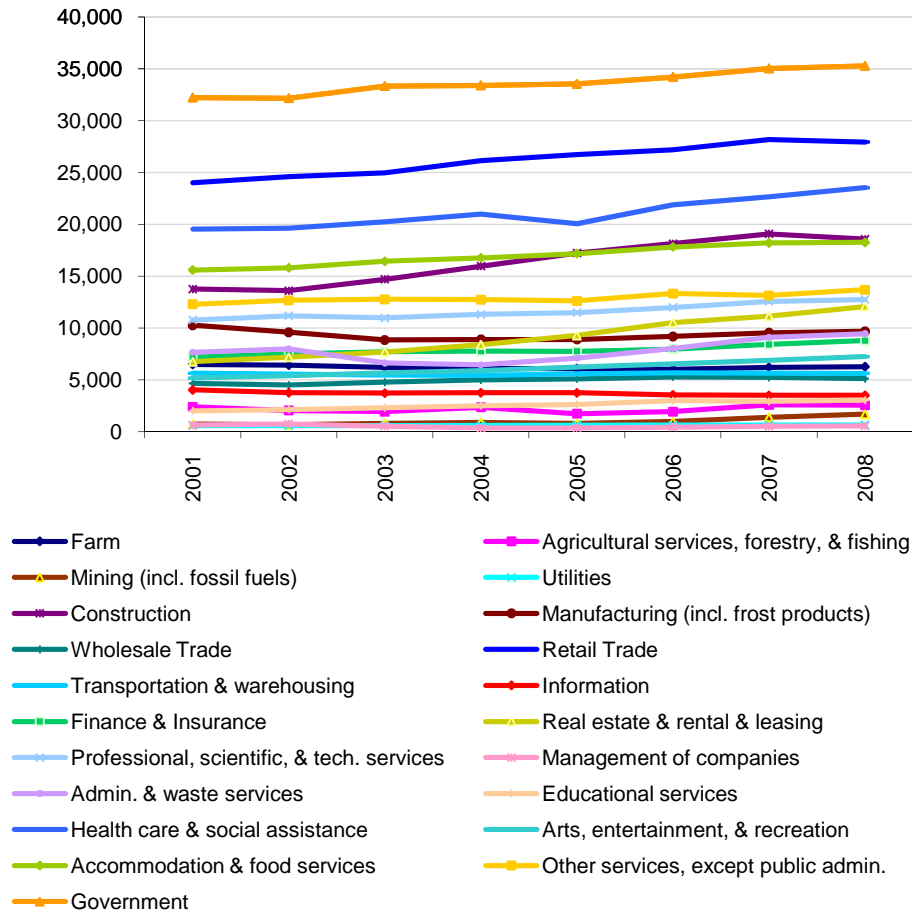 40,000
35,000
30,000
25,000
20,000
15,000
10,000
5,000
0
2001 2002 2003 2004 2005 2006 2007 2008
Farm Agricultural services, forestry, & fishing
Mining (incl. fossil fuels) Utilities
Construction Manufacturing (incl. frost products)
Wholesale Trade Retail Trade
Transportation & warehousing Information
Finance & Insurance Real estate & rental & leasing
Professional, scientific, & tech. services Management of companies
Admin. & waste services Educational services
Health care & social assistance Arts, entertainment, & recreation
Accommodation & food services Other services, except public admin.
Government